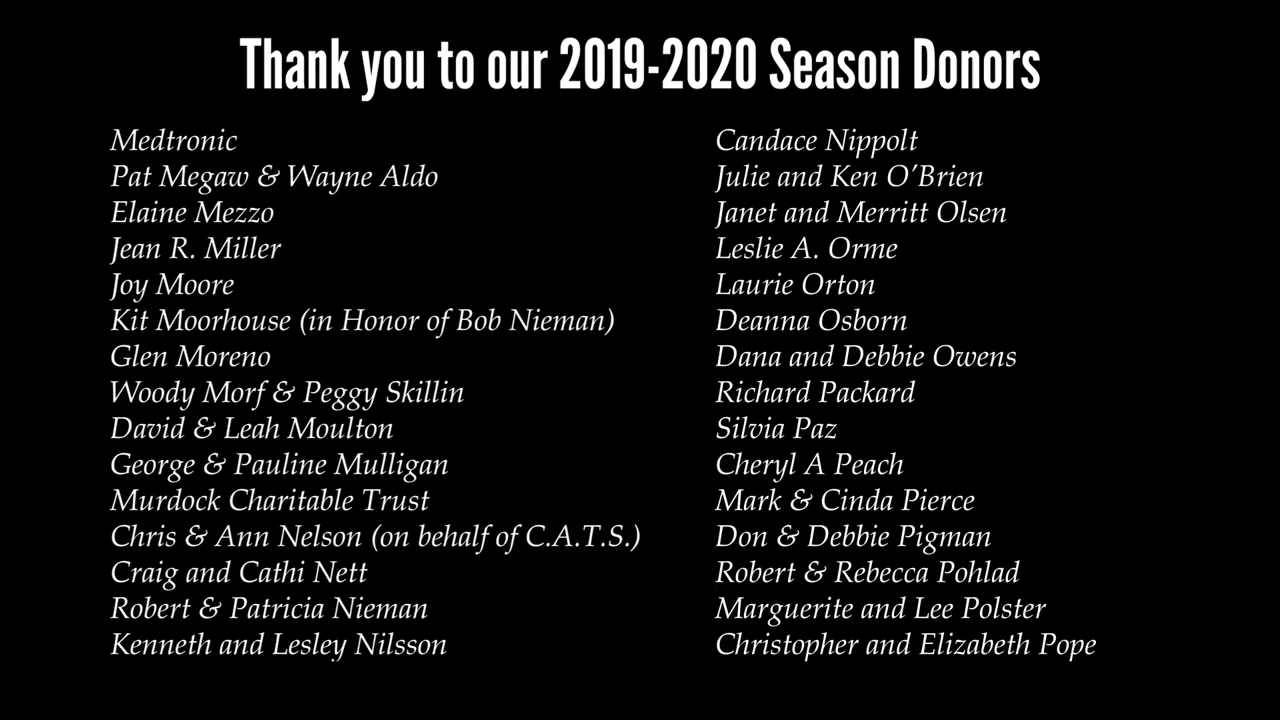 Thank you to our 2019-2020 Season Donors
Medtronic
Pat Megaw & Wayne Aldo
Elaine Mezzo
Jean R. Miller
Joy Moore
Kit Moorhouse (in Honor of Bob Nieman)
Glen Moreno
Woody Morf & Peggy Skillin
David & Leah Moulton
George & Pauline Mulligan
Murdock Charitable Trust
Chris & Ann Nelson (on behalf of C.A.T.S.)
Craig and Cathi Nett
Robert & Patricia Nieman
Kenneth and Lesley Nilsson
Candace Nippolt
Julie and Ken O’Brien
Janet and Merritt Olsen
Leslie A. Orme
Laurie Orton
Deanna Osborn
Dana and Debbie Owens
Richard Packard
Silvia Paz
Cheryl A Peach
Mark & Cinda Pierce
Don & Debbie Pigman
Robert & Rebecca Pohlad
Marguerite and Lee Polster
Christopher and Elizabeth Pope